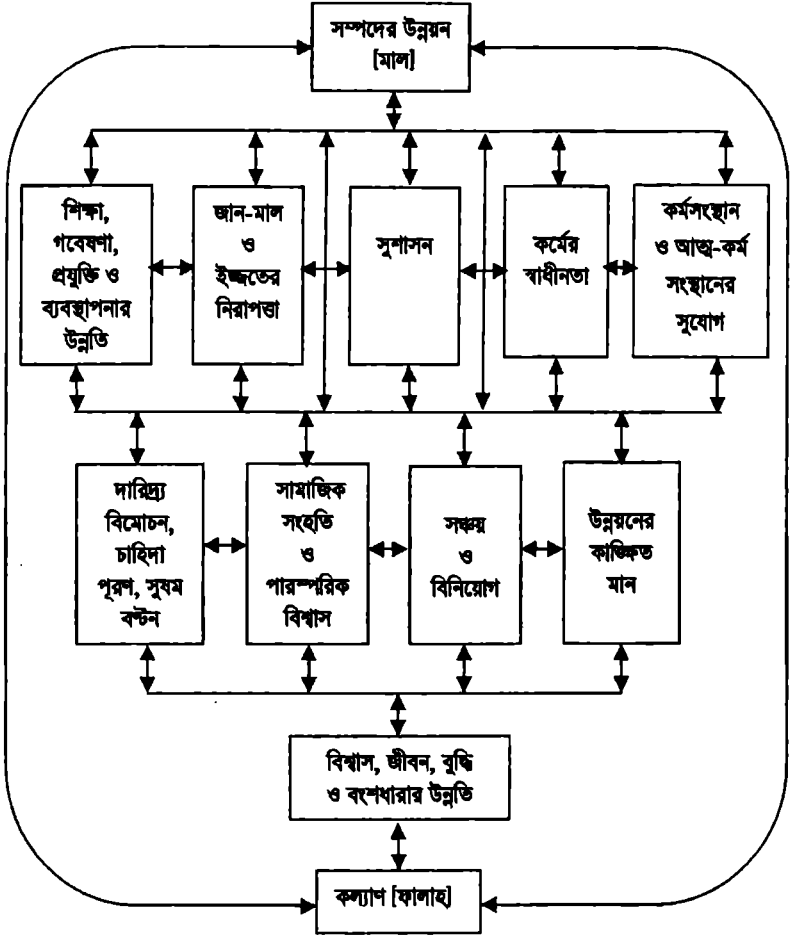 সম্পদের উন্নয়ন
[মাল]
শিক্ষা,
গবেষণা,
প্রযুক্তি ও
ব্যবস্থাপনার
উন্নতি
জান-মাল
ও
ইজ্জতের
নিরাপত্তা
সুশাসন
কর্মের
স্বাধীনতা
কর্মসংস্থান
ও আত্ম-কর্ম
সংস্থানের
সুযোগ
দারিদ্র্য
বিমোচন,
চাহিদা
পূরণ, সুষম
বণ্টন
সামাজিক
সংহতি
ও
পারস্পরিক
বিশ্বাস
সঞ্চয়
ও
বিনিয়োগ
উন্নয়নের
কাঙ্ক্ষিত
মান
বিশ্বাস, জীবন, বুদ্ধি
ও বংশধারার উন্নতি
কল্যাণ [ফালাহ]